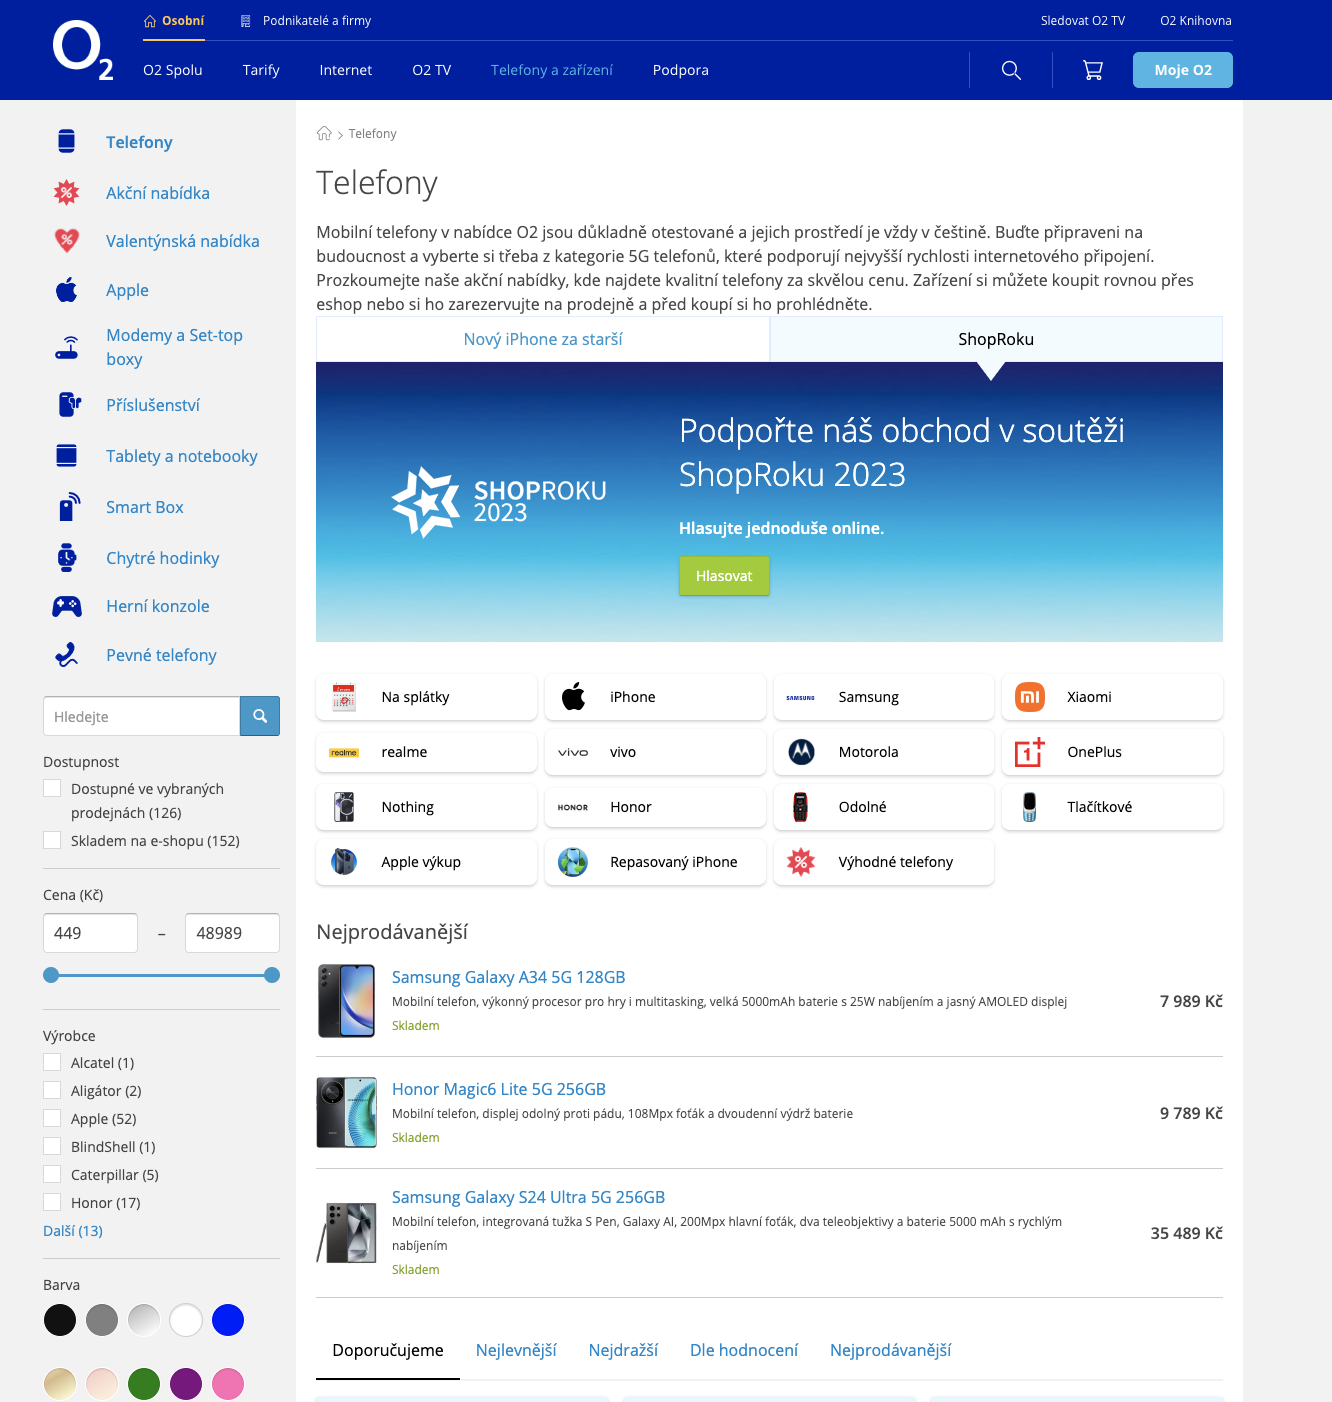 Osobní
Podnikatelé a firmy
Sledovat O2 TV
O2 Knihovna
O2
O2 Spolu
Tarify
Internet
O2 TV
Telefony a zařízení
Podpora
Moje O2
Telefony
Akční nabídka
Valentýnská nabídka
Apple
Modemy a Set-top
boxy
Příslušenství
Tablety a notebooky
Smart Box
Chytré hodinky
Herní konzole
Pevné telefony
Hledejte
Dostupnost
Dostupné ve vybraných
prodejnách (126)
Skladem na e-shopu (152)
Cena (Kč)
449
–
48989
Výrobce
Alcatel (1)
Aligátor (2)
Apple (52)
BlindShell (1)
Caterpillar (5)
Honor (17)
Další (13)
Barva
Telefony
Telefony
Mobilní telefony v nabídce O2 jsou důkladně otestované a jejich prostředí je vždy v češtině. Buďte připraveni na
budoucnost a vyberte si třeba z kategorie 5G telefonů, které podporují nejvyšší rychlosti internetového připojení.
Prozkoumejte naše akční nabídky, kde najdete kvalitní telefony za skvělou cenu. Zařízení si můžete koupit rovnou přes
eshop nebo si ho zarezervujte na prodejně a před koupí si ho prohlédněte.
Nový iPhone za starší
ShopRoku
SHOPROKU
2023
Podpořte náš obchod v soutěži
ShopRoku 2023
Hlasujte jednoduše online.
Hlasovat
Na splátky
iPhone
SAMSUNG
Samsung
Xiaomi
realme
realme
vivo
vivo
Motorola
OnePlus
Nothing
HONOR
Honor
Odolné
Tlačítkové
Apple výkup
Repasovaný iPhone
Výhodné telefony
Nejprodávanější
Samsung Galaxy A34 5G 128GB
Mobilní telefon, výkonný procesor pro hry i multitasking, velká 5000mAh baterie s 25W nabíjením a jasný AMOLED displej
Skladem
7 989 Kč
Honor Magic6 Lite 5G 256GB
Mobilní telefon, displej odolný proti pádu, 108Mpx foťák a dvoudenní výdrž baterie
Skladem
9 789 Kč
Samsung Galaxy S24 Ultra 5G 256GB
Mobilní telefon, integrovaná tužka S Pen, Galaxy AI, 200Mpx hlavní foťák, dva teleobjektivy a baterie 5000 mAh s rychlým
nabíjením
Skladem
35 489 Kč
Doporučujeme
Nejlevnější
Nejdražší
Dle hodnocení
Nejprodávanější